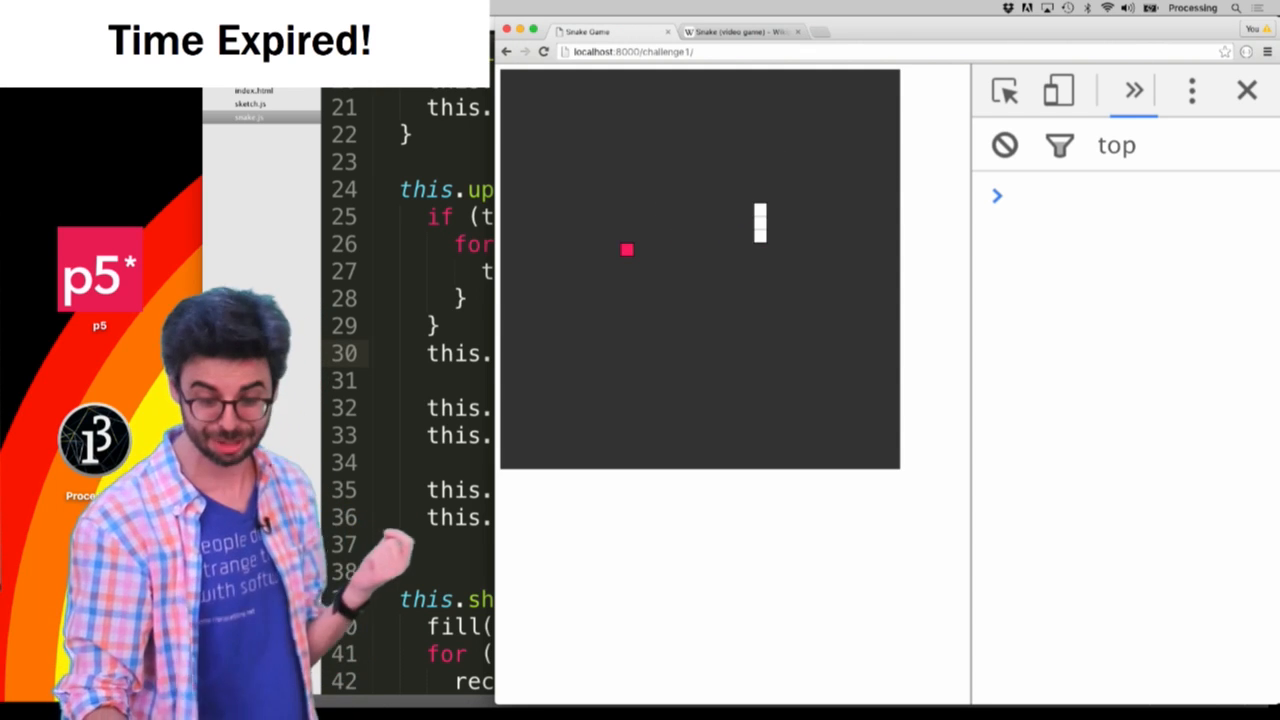 Time Expired!
Processing
Snake Game
Snake (video game) - Wiki
You
localhost:8000/challenge1/
index.html
sketch.js
snake.js
top
21 this.
22 }
23
24 this.up
25 if (t
26 for
27 t
28 }
29 }
30 this.
31
32 this.
33 this.
34
35 this.
36 this.
37
38
this.sh
fill(
41 for (
42 rec
p5*
p5
Proce
eople d
trange t
with softw